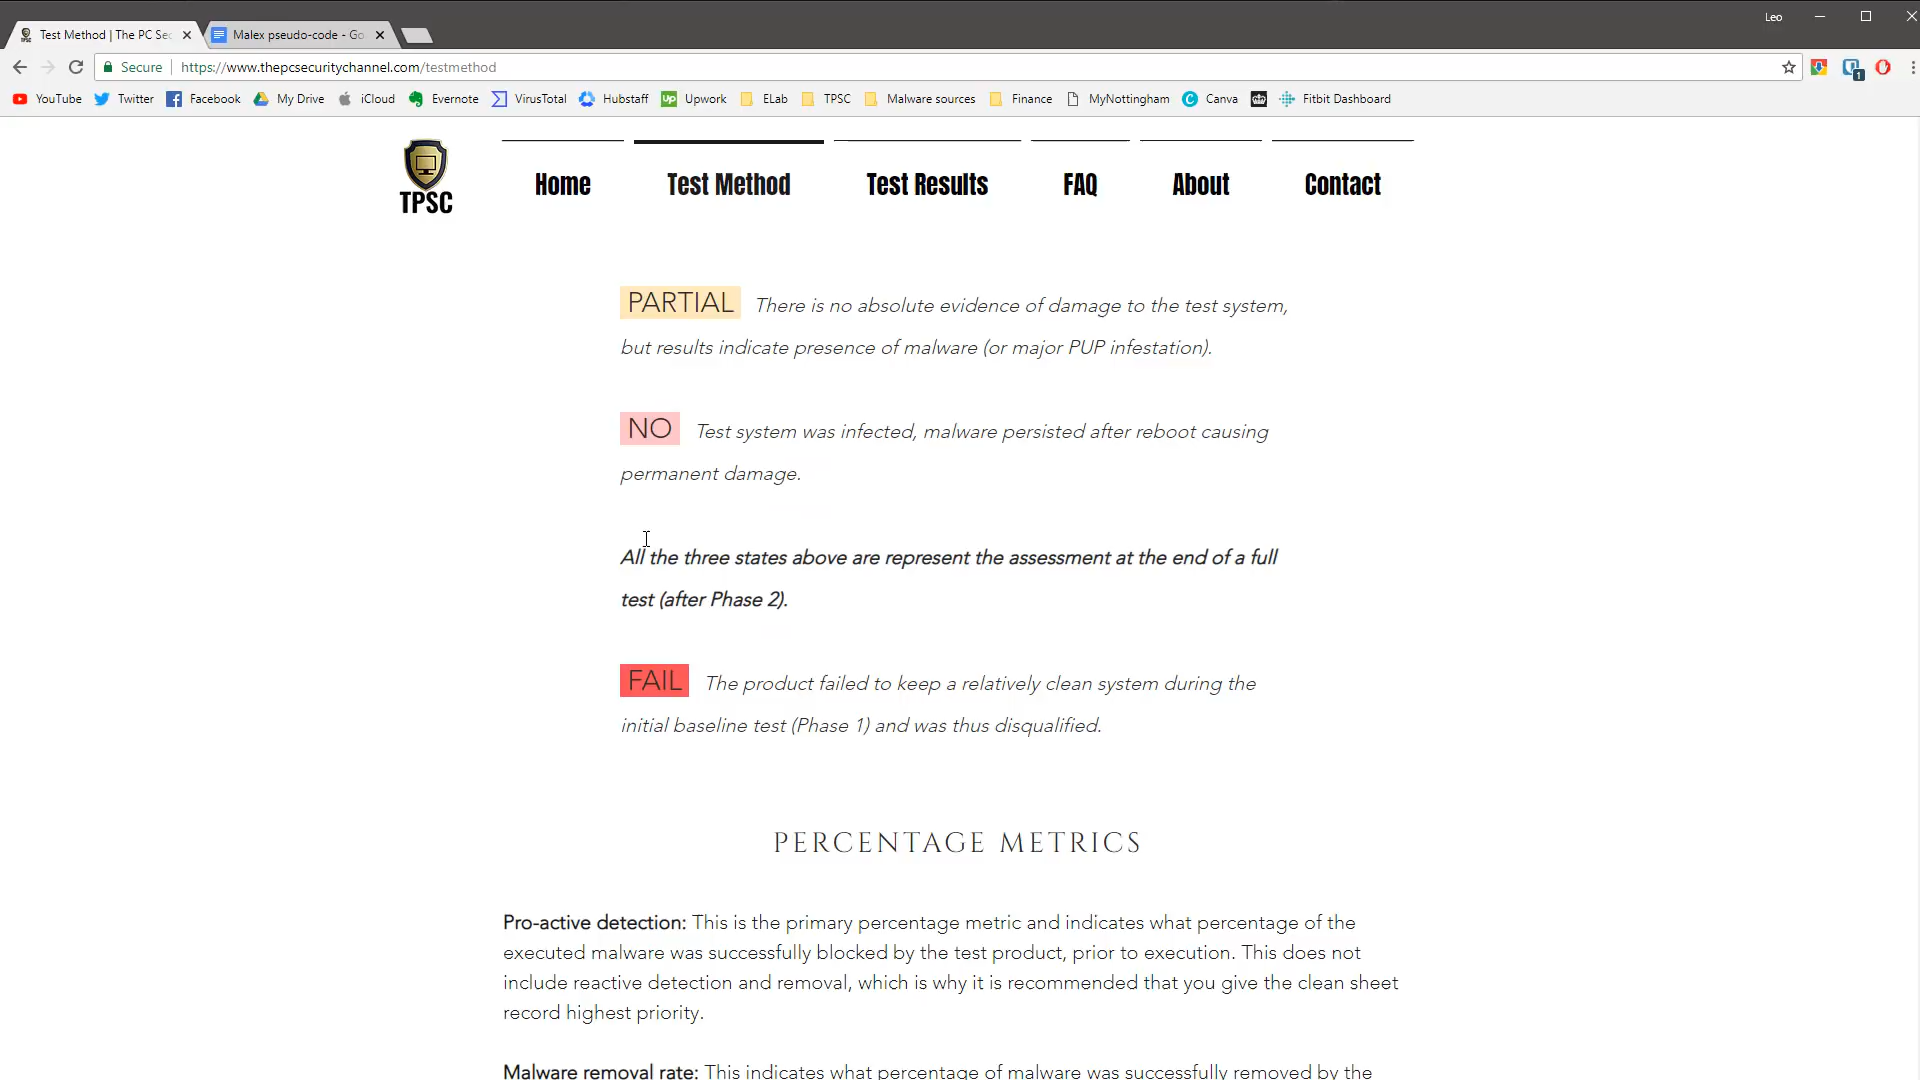 Leo
Test Method | The PC Sec
Malex pseudo-code - Go
Secure
https://www.thepcsecuritychannel.com/testmethod
1
YouTube Twitter Facebook My Drive iCloud Evernote VirusTotal Hubstaff Upwork ELab TPSC Malware sources Finance MyNottingham Canva Fitbit Dashboard
TPSC
Home Test Method Test Results FAQ About Contact
PARTIAL There is no absolute evidence of damage to the test system,
but results indicate presence of malware (or major PUP infestation).
NO Test system was infected, malware persisted after reboot causing
permanent damage.
All the three states above are represent the assessment at the end of a full
test (after Phase 2).
FAIL The product failed to keep a relatively clean system during the
initial baseline test (Phase 1) and was thus disqualified.
PERCENTAGE METRICS
Pro-active detection: This is the primary percentage metric and indicates what percentage of the
executed malware was successfully blocked by the test product, prior to execution. This does not
include reactive detection and removal, which is why it is recommended that you give the clean sheet
record highest priority.
Malware removal rate: This indicates what percentage of malware was successfully removed by the